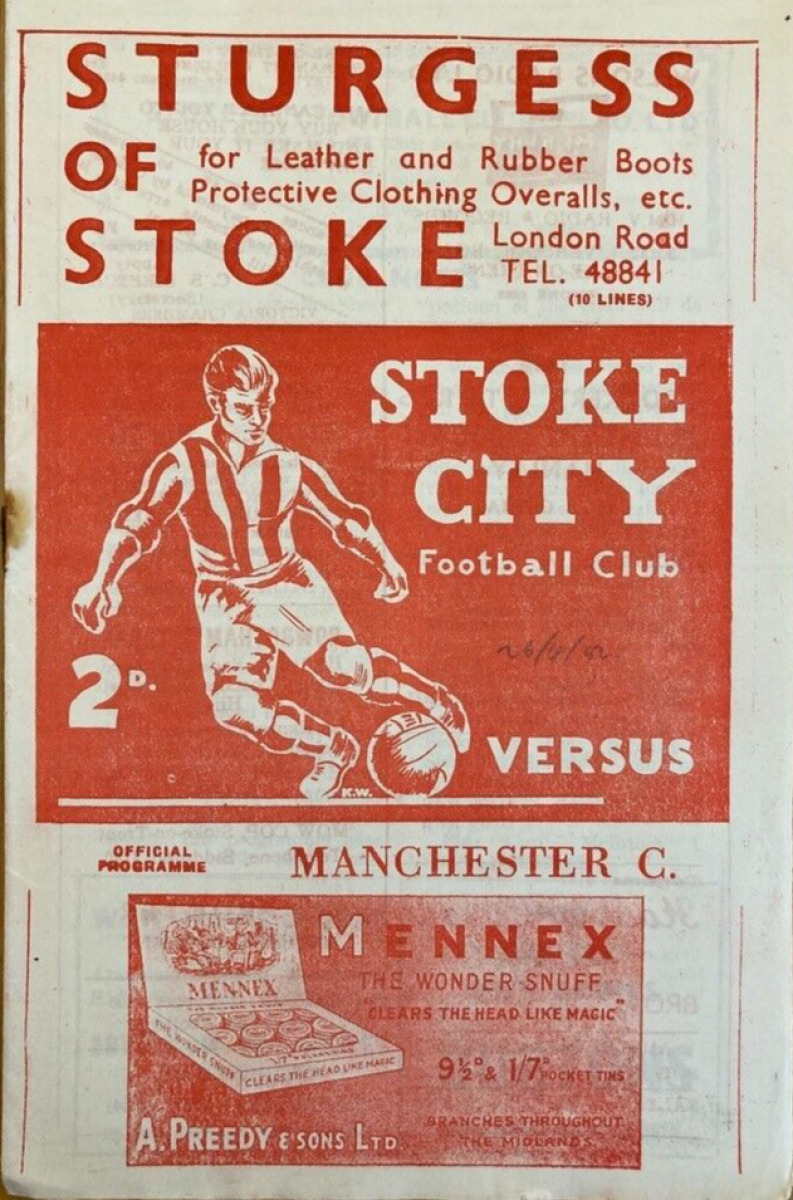 STURGESS
OF for Leather and Rubber Boots
Protective Clothing Overalls, etc.
STOKE London Road
TEL. 48841
(10 LINES)
STOKE
CITY
Football Club
26/4/52
2D.
VERSUS
K.W.
OFFICIAL
PROGRAMME
MANCHESTER C.
MENNEX
THE WONDER SNUFF
"CLEARS THE HEAD LIKE MAGIC"
9½D & 1/7D POCKET TINS
MENNEX
THE WONDER SNUFF
CLEARS THE HEAD LIKE MAGIC
A. PREEDY & SONS LTD.
BRANCHES THROUGHOUT
THE MIDLANDS